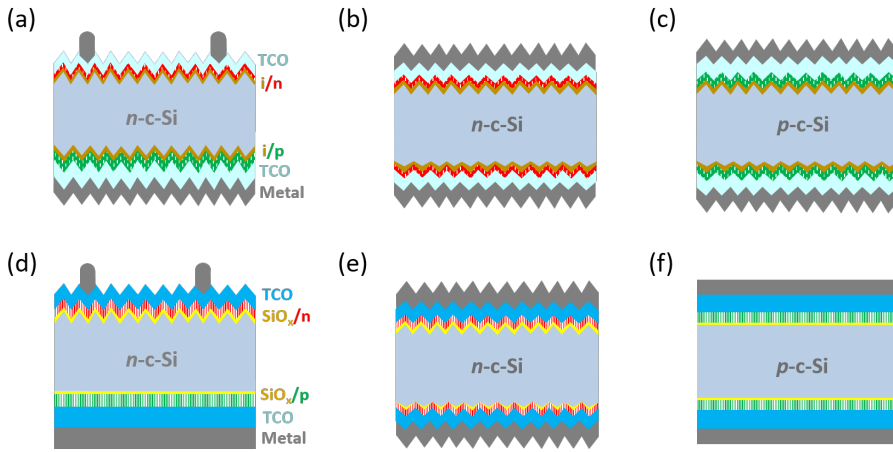 (a)
(b)
(c)
TCO
i/n
n-c-Si
n-c-Si
p-c-Si
i/p
TCO
Metal
(d)
(e)
(f)
TCO
SiOx/n
n-c-Si
n-c-Si
p-c-Si
SiOx/p
TCO
Metal